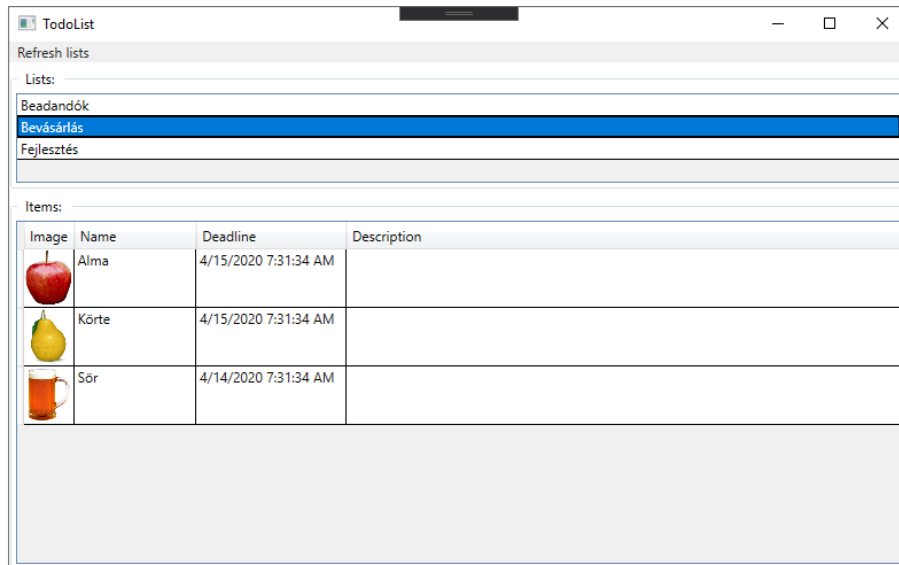 TodoList
Refresh lists
Lists:
Beadandók
Bevásárlás
Fejlesztés
Items:
Image Name Deadline Description
Alma 4/15/2020 7:31:34 AM
Körte 4/15/2020 7:31:34 AM
Sör 4/14/2020 7:31:34 AM